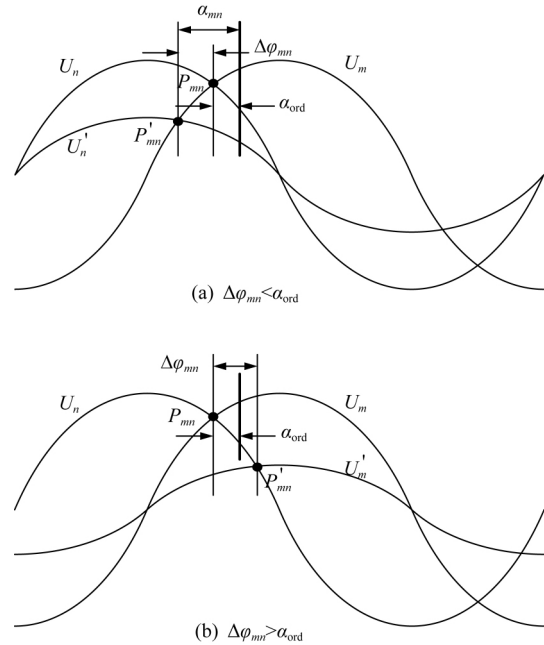 α_mn
Δφ_mn
U_n
P_mn
U_m
α_ord
U_n'
P_mn'
(a) Δφ_mn<α_ord
Δφ_mn
U_n
U_m
P_mn
α_ord
U_m'
P_mn'
(b) Δφ_mn>α_ord